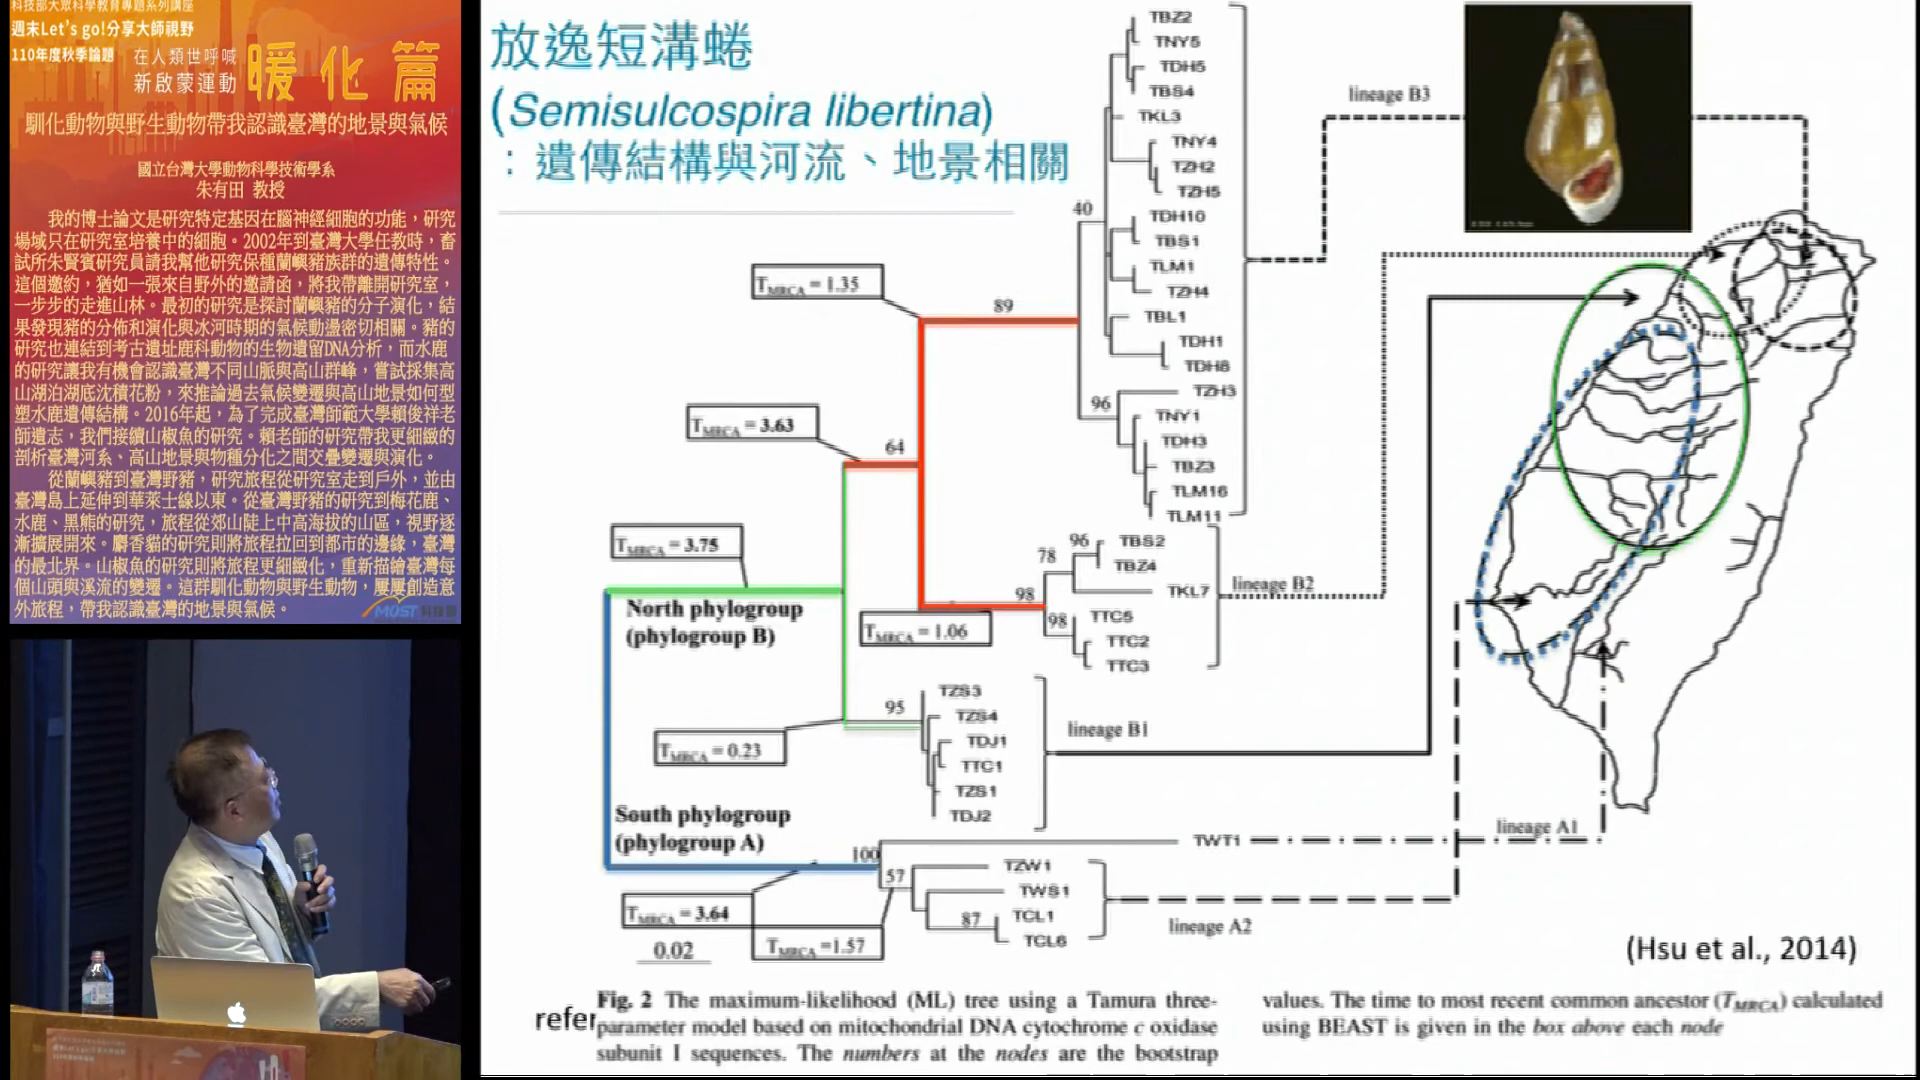 科技部大眾科學教育專題系列講座
週末Let's go!分享大師視野
110年度秋季論題
在人類世呼喊
新啟蒙運動
暖化篇
馴化動物與野生動物帶我認識臺灣的地景與氣候
國立台灣大學動物科學技術學系
朱有田 教授
我的博士論文是研究特定基因在腦神經細胞的功能，研究
場域只在研究室培養中的細胞。2002年到臺灣大學任教時，畜
試所朱賢賓研究員請我幫他研究保種蘭嶼豬族群的遺傳特性。
這個邀約，猶如一張來自野外的邀請函，將我帶離開研究室，
一步步的走進山林。最初的研究是探討蘭嶼豬的分子演化，結
果發現豬的分佈和演化與冰河時期的氣候動盪密切相關。豬的
研究也連結到考古遺址鹿科動物的生物遺留DNA分析，而水鹿
的研究讓我有機會認識臺灣不同山脈與高山群峰，嘗試採集高
山湖泊湖底沈積花粉，來推論過去氣候變遷與高山地景如何型
塑水鹿遺傳結構。2016年起，為了完成臺灣師範大學賴俊祥老
師遺志，我們接續山椒魚的研究。賴老師的研究帶我更細緻的
剖析臺灣河系、高山地景與物種分化之間交疊變遷與演化。
從蘭嶼豬到臺灣野豬，研究旅程從研究室走到戶外，並由
臺灣島上延伸到華萊士線以東。從臺灣野豬的研究到梅花鹿、
水鹿、黑熊的研究，旅程從郊山陡上中高海拔的山區，視野逐
漸擴展開來。麝香貓的研究則將旅程拉回到都市的邊緣，臺灣
的最北界。山椒魚的研究則將旅程更細緻化，重新描繪臺灣每
個山頭與溪流的變遷。這群馴化動物與野生動物，屢屢創造意
外旅程，帶我認識臺灣的地景與氣候。
MOST 科技部
放逸短溝蜷
(Semisulcospira libertina)
：遺傳結構與河流、地景相關
TBZ2
TNY5
TDH5
TBS4
TKL3
TNY4
TZH2
TZH5
TDH10
TBS1
TLM1
TZH4
TBL1
TDH1
TDH8
TZH3
TNY1
TDH3
TBZ3
TLM16
TLM11
40
96
89
lineage B3
TMRCA = 1.35
TMRCA = 3.63
64
TMRCA = 3.75
North phylogroup
(phylogroup B)
TMRCA = 1.06
98
78
96
98
TBS2
TBZ4
TKL7
TTC5
TTC2
TTC3
lineage B2
TMRCA = 0.23
95
TZS3
TZS4
TDJ1
TTC1
TZS1
TDJ2
lineage B1
South phylogroup
(phylogroup A)
100
57
87
TWT1
lineage A1
TZW1
TWS1
TCL1
TCL6
lineage A2
TMRCA = 3.64
TMRCA =1.57
0.02
(Hsu et al., 2014)
refer
Fig. 2 The maximum-likelihood (ML) tree using a Tamura three-
parameter model based on mitochondrial DNA cytochrome c oxidase
subunit I sequences. The numbers at the nodes are the bootstrap
values. The time to most recent common ancestor (TMRCA) calculated
using BEAST is given in the box above each node